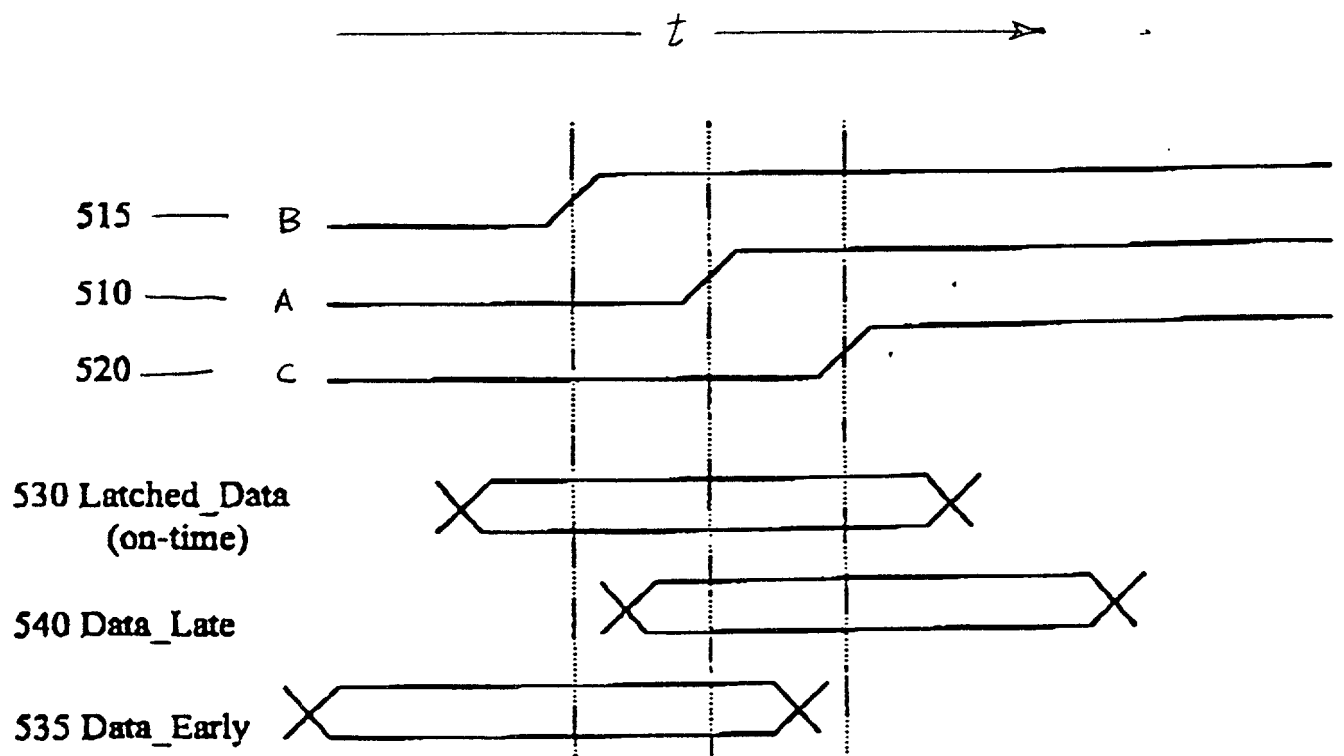 t
515 B
510 A
520 C
530 Latched_Data
(on-time)
540 Data_Late
535 Data_Early